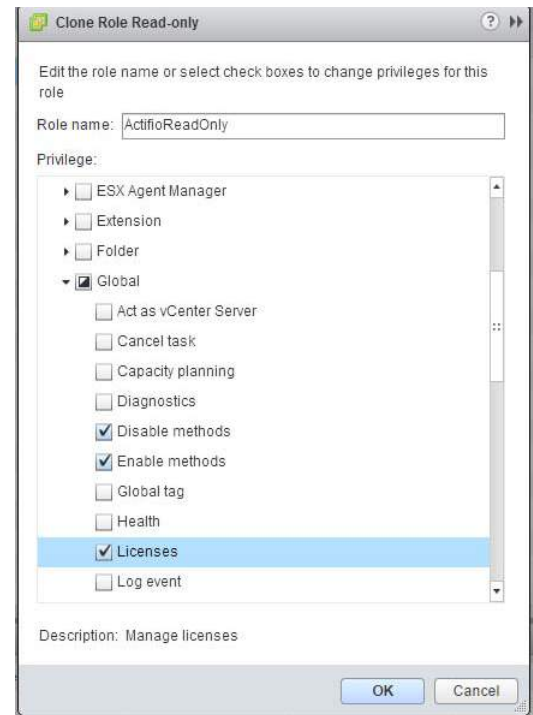 Clone Role Read-only
Edit the role name or select check boxes to change privileges for this
role
Role name: ActifioReadOnly
Privilege:
ESX Agent Manager
Extension
Folder
Global
Act as vCenter Server
Cancel task
Capacity planning
Diagnostics
Disable methods
Enable methods
Global tag
Health
Licenses
Log event
Description: Manage licenses
OK Cancel